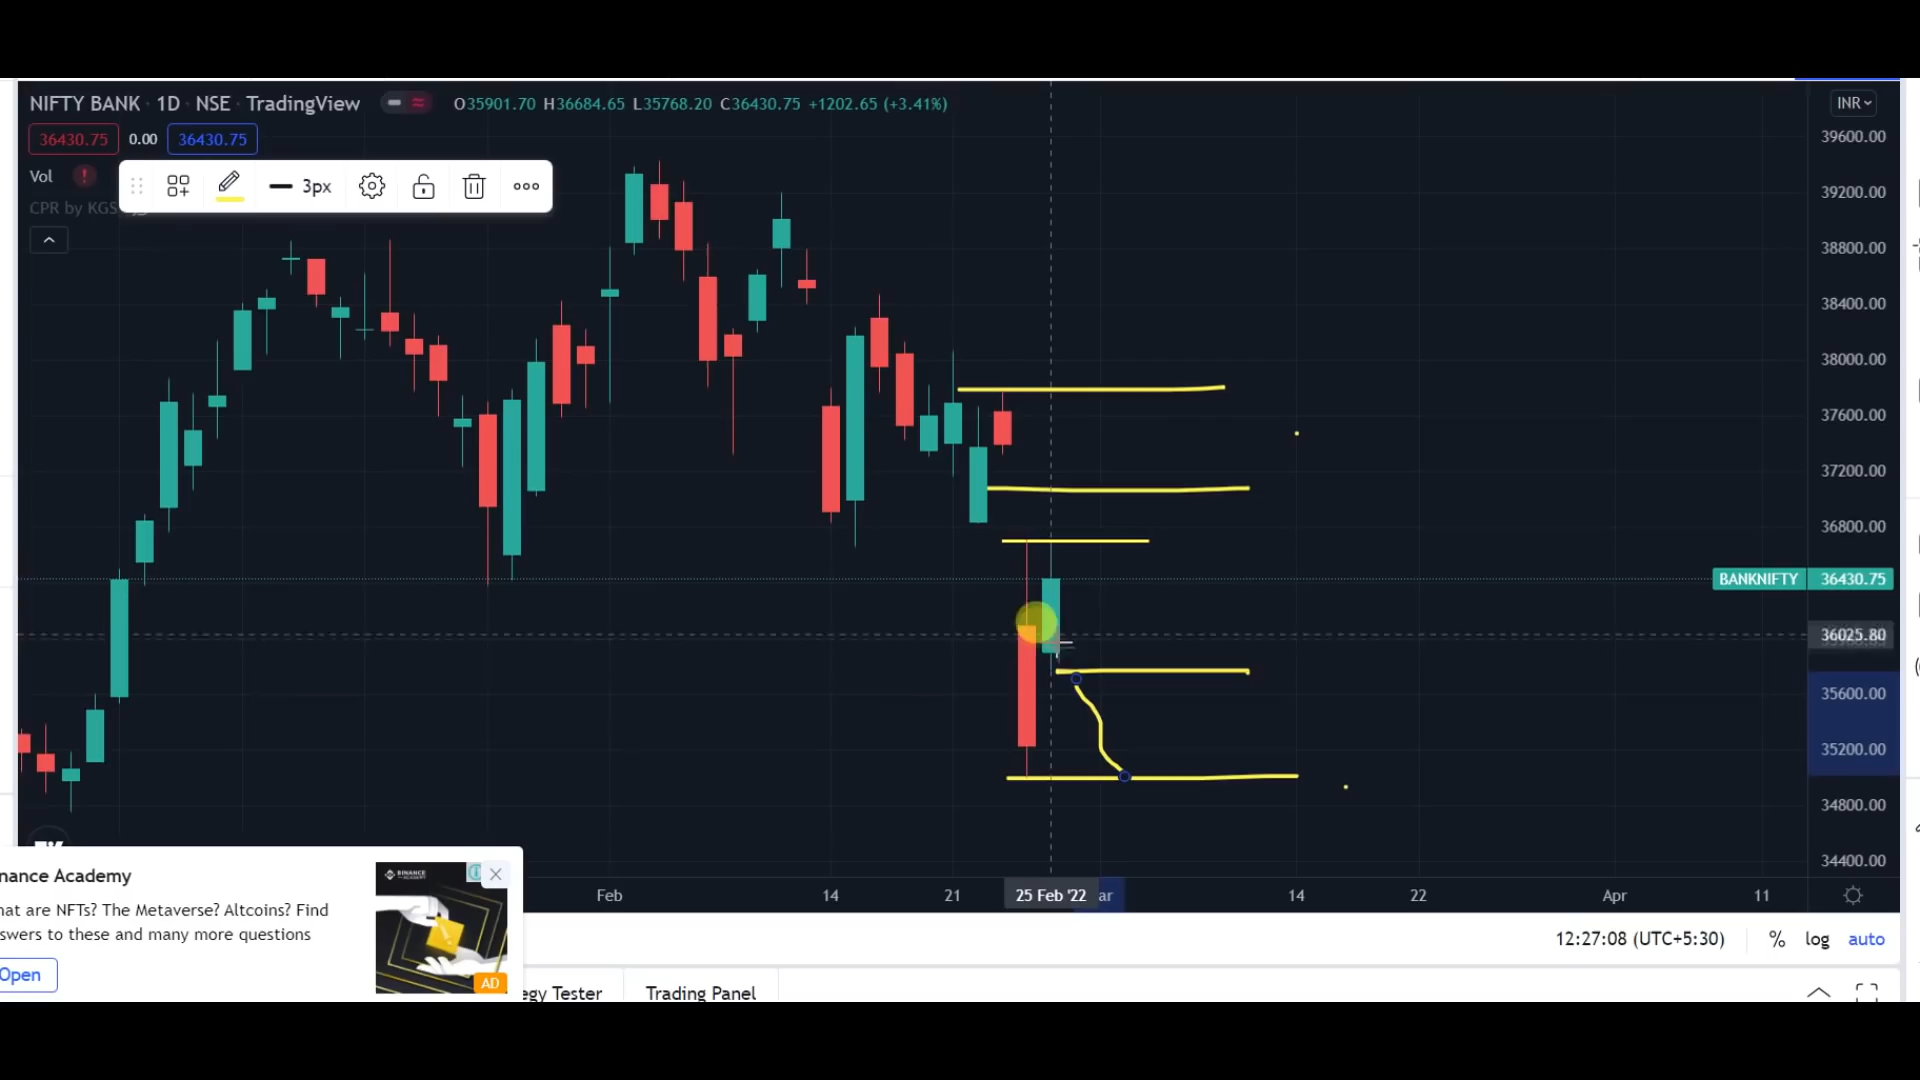 NIFTY BANK · 1D · NSE · TradingView O35901.70 H36684.65 L35768.20 C36430.75 +1202.65 (+3.41%) INR
36430.75 0.00 36430.75
Vol
3px
CPR by KGS
39600.00
39200.00
38800.00
38400.00
38000.00
37600.00
37200.00
36800.00
BANKNIFTY 36430.75
36025.80
35600.00
35200.00
34800.00
34400.00
Feb 14 21 25 Feb '22 ar 14 22 Apr 11
nance Academy
BINANCE
hat are NFTs? The Metaverse? Altcoins? Find
swers to these and many more questions
Open
AD
12:27:08 (UTC+5:30) % log auto
egy Tester Trading Panel